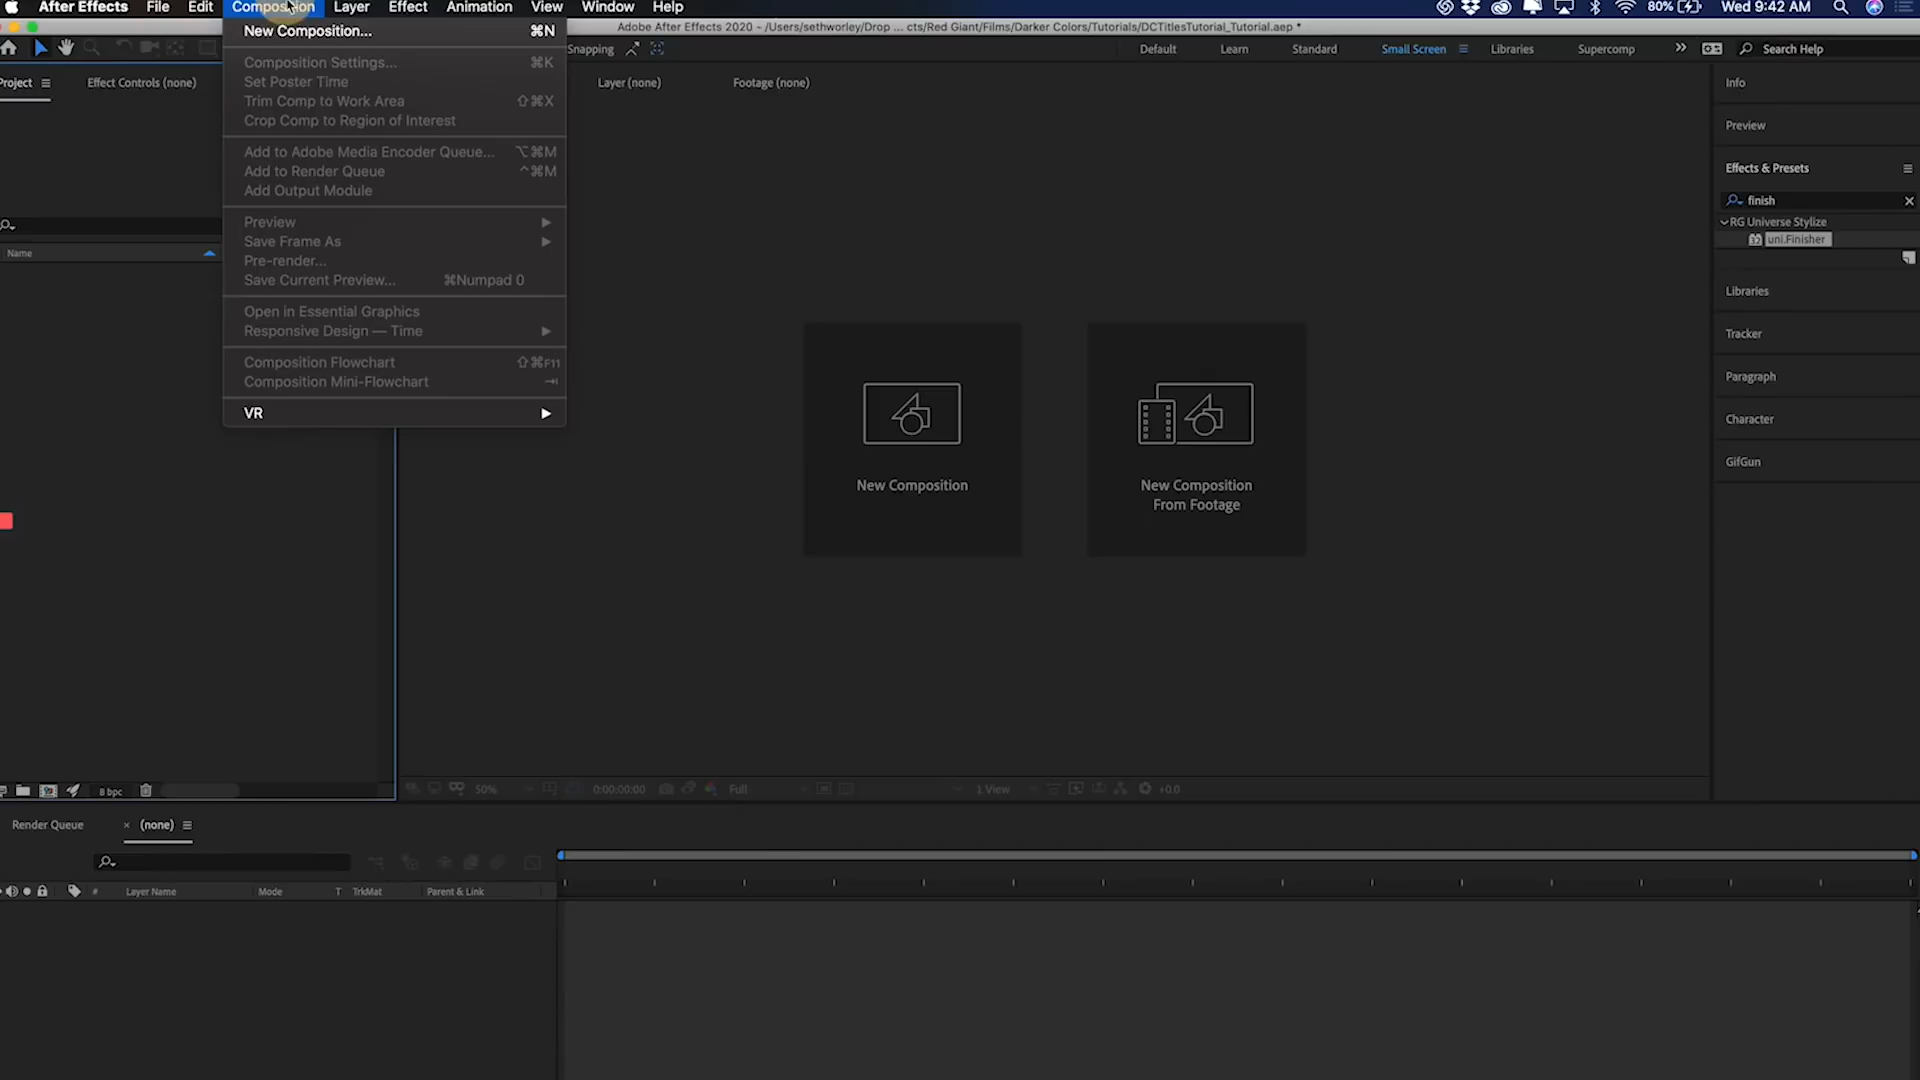 After Effects File Edit Composition Layer Effect Animation View Window Help 80% Wed 9:42 AM
Adobe After Effects 2020 - /Users/sethworley/Drop ... cts/Red Giant/Films/Darker Colors/Tutorials/DCTitlesTutorial_Tutorial.aep *
Snapping Default Learn Standard Small Screen Libraries Supercomp >> Search Help
Project Effect Controls (none) Layer (none) Footage (none)
New Composition... ⌘N
Composition Settings... ⌘K
Set Poster Time
Trim Comp to Work Area ⇧⌘X
Crop Comp to Region of Interest
Add to Adobe Media Encoder Queue... ⌥⌘M
Add to Render Queue ^⌘M
Add Output Module
Preview
Save Frame As
Pre-render...
Save Current Preview... ⌘Numpad 0
Open in Essential Graphics
Responsive Design — Time
Composition Flowchart ⇧⌘F11
Composition Mini-Flowchart
VR
Name
New Composition
New Composition
From Footage
Info
Preview
Effects & Presets
finish
RG Universe Stylize
32 uni.Finisher
Libraries
Tracker
Paragraph
Character
GifGun
8 bpc
50% 0:00:00:00 Full 1 View +0.0
Render Queue × (none)
# Layer Name Mode T TrkMat Parent & Link